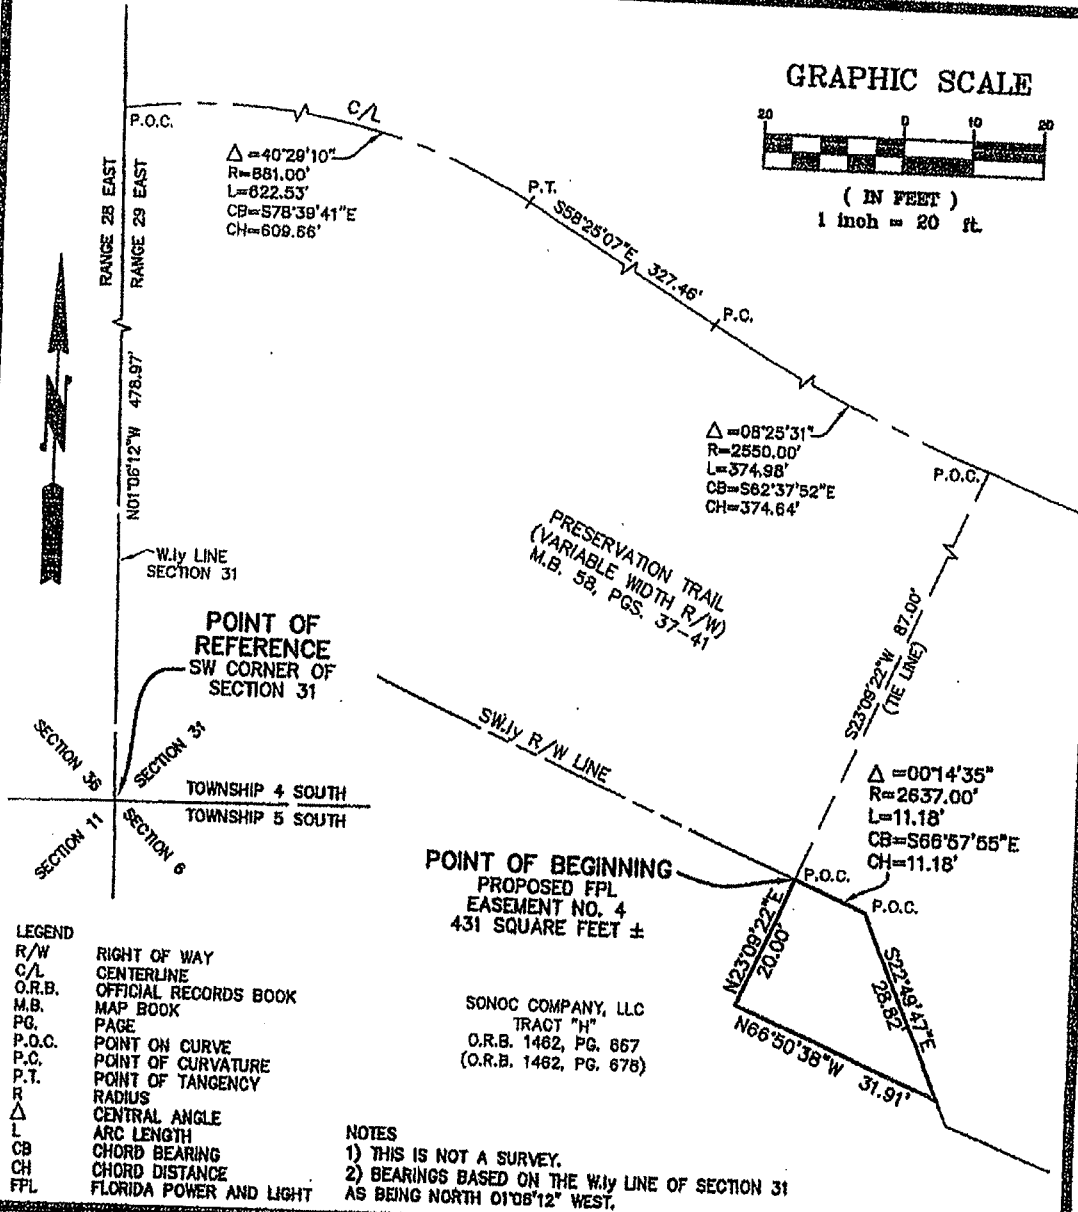 GRAPHIC SCALE
20 0 10 20
( IN FEET )
1 inch = 20 ft.
C/L
P.O.C.
Δ=40°29'10"
R=881.00'
L=622.53'
CB=S78°39'41"E
CH=609.66'
P.T.
S58°25'07"E 327.46'
P.C.
RANGE 28 EAST
RANGE 29 EAST
N01°06'12"W 478.97'
N
Δ=08°25'31"
R=2550.00'
L=374.98'
CB=S62°37'52"E
CH=374.64'
P.O.C.
PRESERVATION TRAIL
(VARIABLE WIDTH R/W)
M.B. 58, PGS. 37-41
W.ly LINE
SECTION 31
S23°09'22"W 87.00'
(TIE LINE)
POINT OF
REFERENCE
SW CORNER OF
SECTION 31
SW.ly R/W LINE
SECTION 36
SECTION 31
TOWNSHIP 4 SOUTH
TOWNSHIP 5 SOUTH
SECTION 11
SECTION 6
Δ=00°14'35"
R=2637.00'
L=11.18'
CB=S66°57'55"E
CH=11.18'
POINT OF BEGINNING
PROPOSED FPL
EASEMENT NO. 4
431 SQUARE FEET ±
P.O.C.
P.O.C.
N23°09'22"E
20.00'
S22°49'47"E
28.82'
N66°50'38"W 31.91'
SONOC COMPANY, LLC
TRACT "H"
O.R.B. 1462, PG. 667
(O.R.B. 1462, PG. 678)
LEGEND
R/W RIGHT OF WAY
C/L CENTERLINE
O.R.B. OFFICIAL RECORDS BOOK
M.B. MAP BOOK
PG. PAGE
P.O.C. POINT ON CURVE
P.C. POINT OF CURVATURE
P.T. POINT OF TANGENCY
R RADIUS
Δ CENTRAL ANGLE
L ARC LENGTH
CB CHORD BEARING
CH CHORD DISTANCE
FPL FLORIDA POWER AND LIGHT
NOTES
1) THIS IS NOT A SURVEY.
2) BEARINGS BASED ON THE W.ly LINE OF SECTION 31
AS BEING NORTH 01°06'12" WEST.